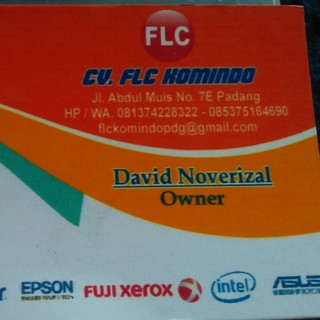 FLC
CV. FLC KOMINDO
Jl. Abdul Muis No. 7E Padang
HP / WA. 081374228322 - 085375164690
flckomindopdg@gmail.com
David Noverizal
Owner
EPSON
FUJI xerox
intel
ASUS